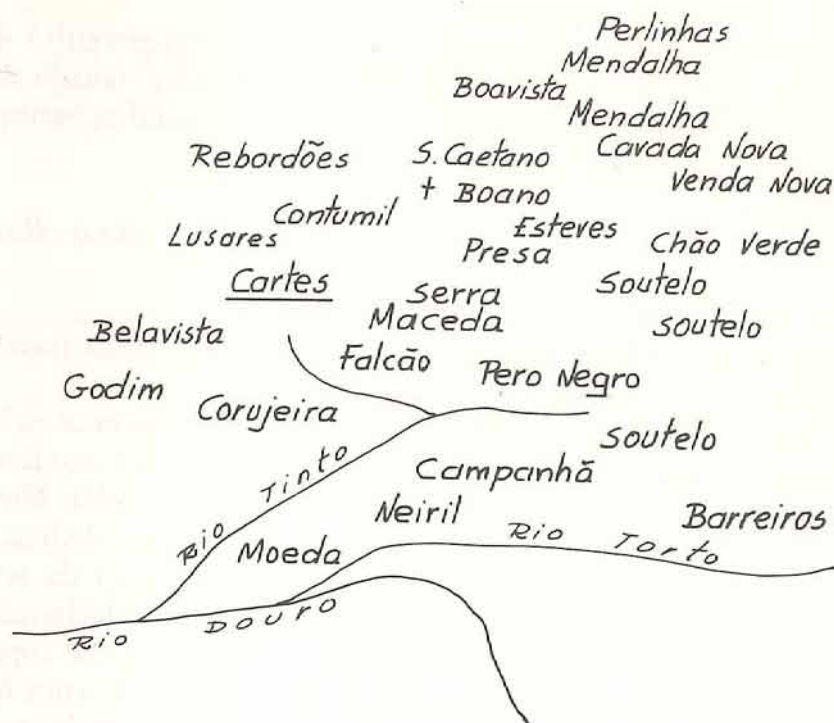 Perlinhas
Mendalha
Boavista
Mendalha
Rebordões
S. Caetano
Cavada Nova
+ Boano
Venda Nova
Contumil
Esteves
Lusares
Presa
Chão Verde
Cartes
Serra
Soutelo
Maceda
Soutelo
Belavista
Falcão
Pero Negro
Godim
Corujeira
Soutelo
Campanhã
Rio Tinto
Neiril
Barreiros
Moeda
Rio Torto
Rio Douro